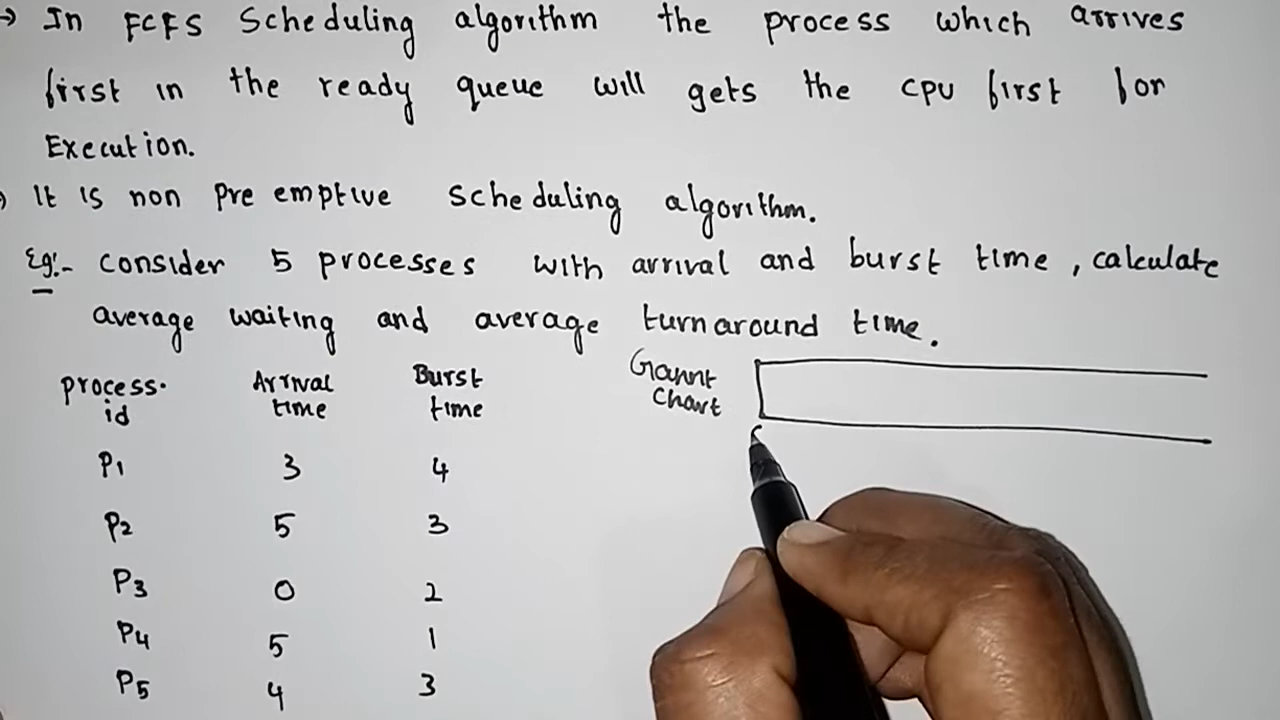 → In FCFS Scheduling algorithm the process which arrives
first in the ready queue will gets the CPU first for
Execution.
→ It is non pre emptive scheduling algorithm.
Eg:- consider 5 processes with arrival and burst time, calculate
average waiting and average turnaround time.
process. id Arrival time Burst time Gannt chart
P1 3 4
P2 5 3
P3 0 2
P4 5 1
P5 4 3